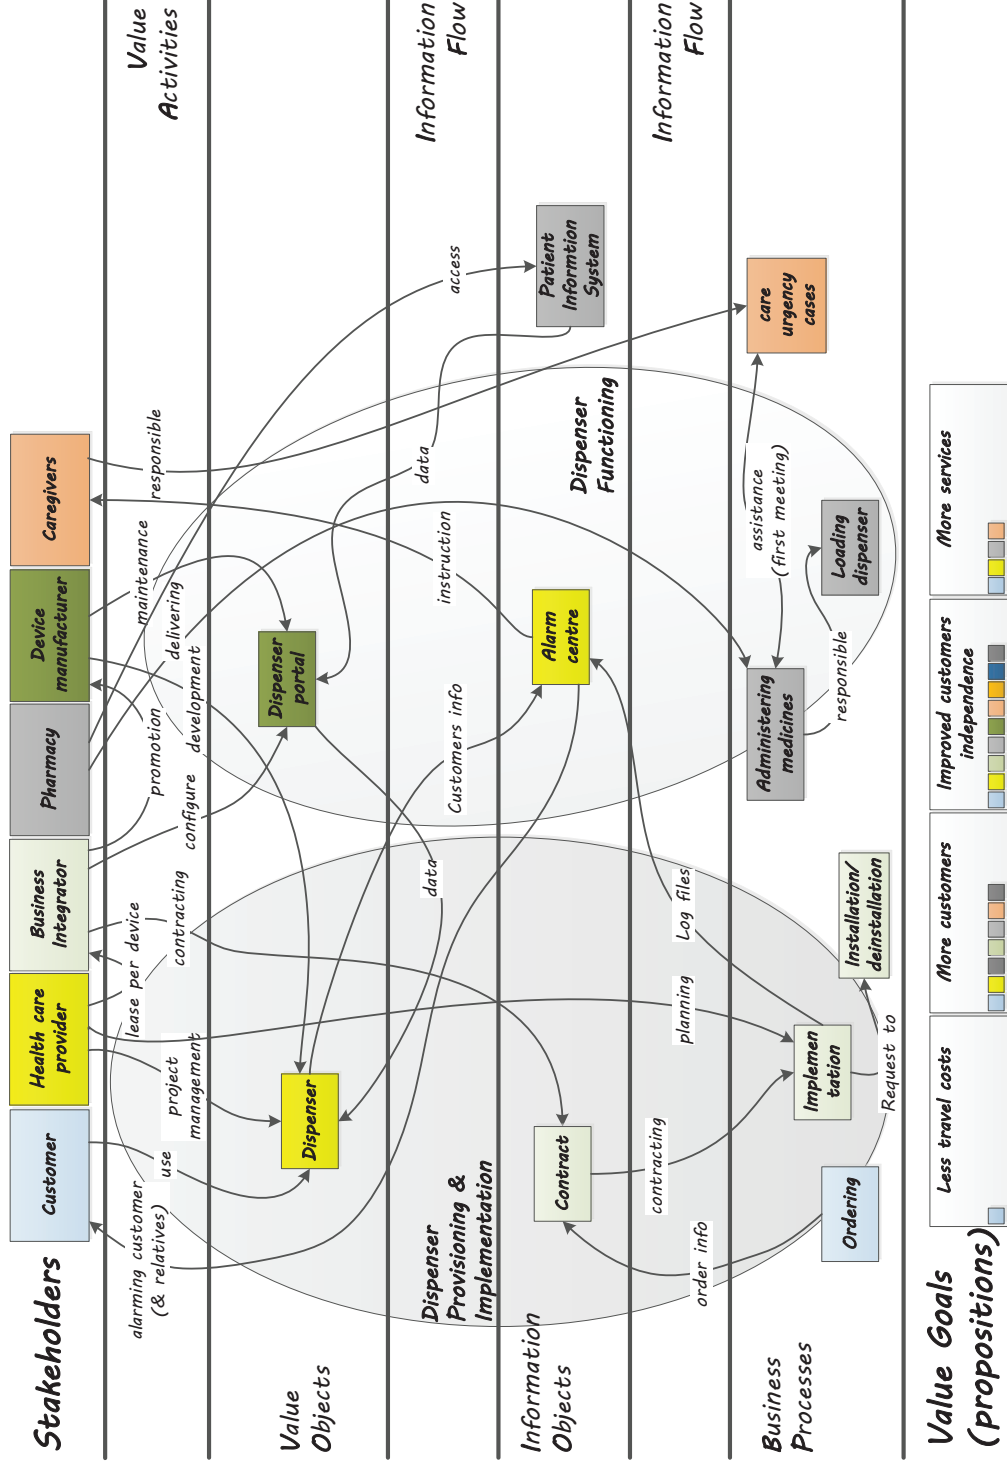 Stakeholders
Customer
Health care
provider
Business
Integrator
Pharmacy
Device
manufacturer
Caregivers
Value
Activities
alarming customer
(& relatives)
use
project
management
lease per device
contracting
promotion
configure
development
delivering
maintenance
responsible
Value
Objects
Dispenser
Dispenser
portal
Information
Flow
Dispenser
Provisioning &
Implementation
data
Customers info
instruction
data
access
Information
Objects
Contract
Alarm
centre
Dispenser
Functioning
Patient
Informtion
System
Information
Flow
order info
contracting
planning
Log files
Business
Processes
Ordering
Implemen
tation
Request to
Installation/
deinstallation
Administering
medicines
responsible
Loading
dispenser
assistance
(first meeting)
care
urgency
cases
Value Goals
(propositions)
Less travel costs
More customers
Improved customers
independence
More services